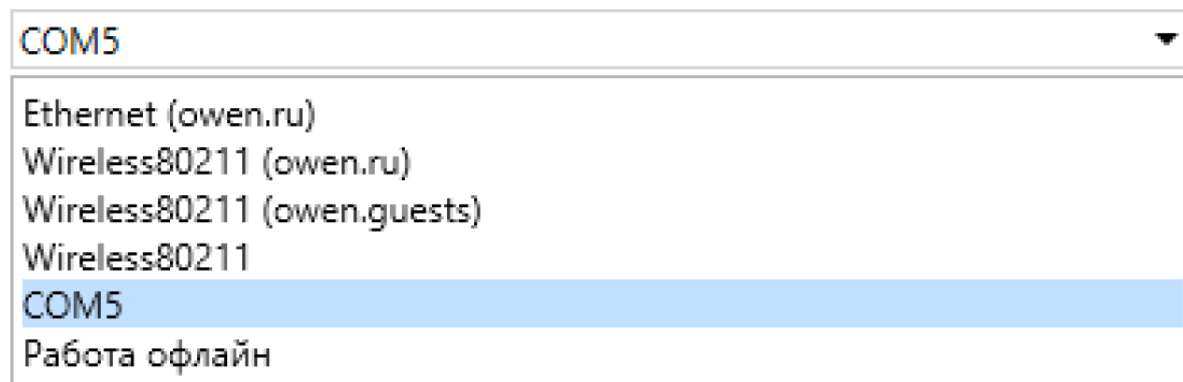 COM5
Ethernet (owen.ru)
Wireless80211 (owen.ru)
Wireless80211 (owen.guests)
Wireless80211
COM5
Работа офлайн